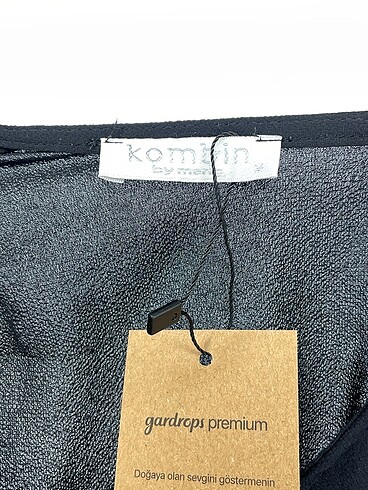 kombin
gardrops premium
Doğaya olan sevgini göstermenin